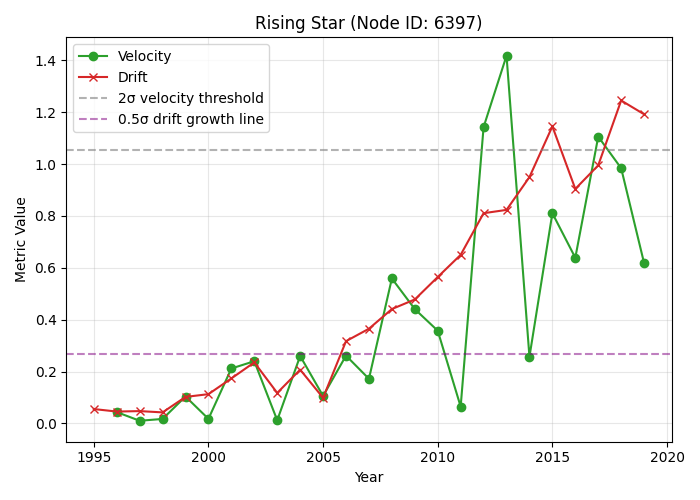 Rising Star (Node ID: 6397)
Velocity
Drift
2σ velocity threshold
0.5σ drift growth line
Metric Value
1.4
1.2
1.0
0.8
0.6
0.4
0.2
0.0
1995 2000 2005 2010 2015 2020
Year